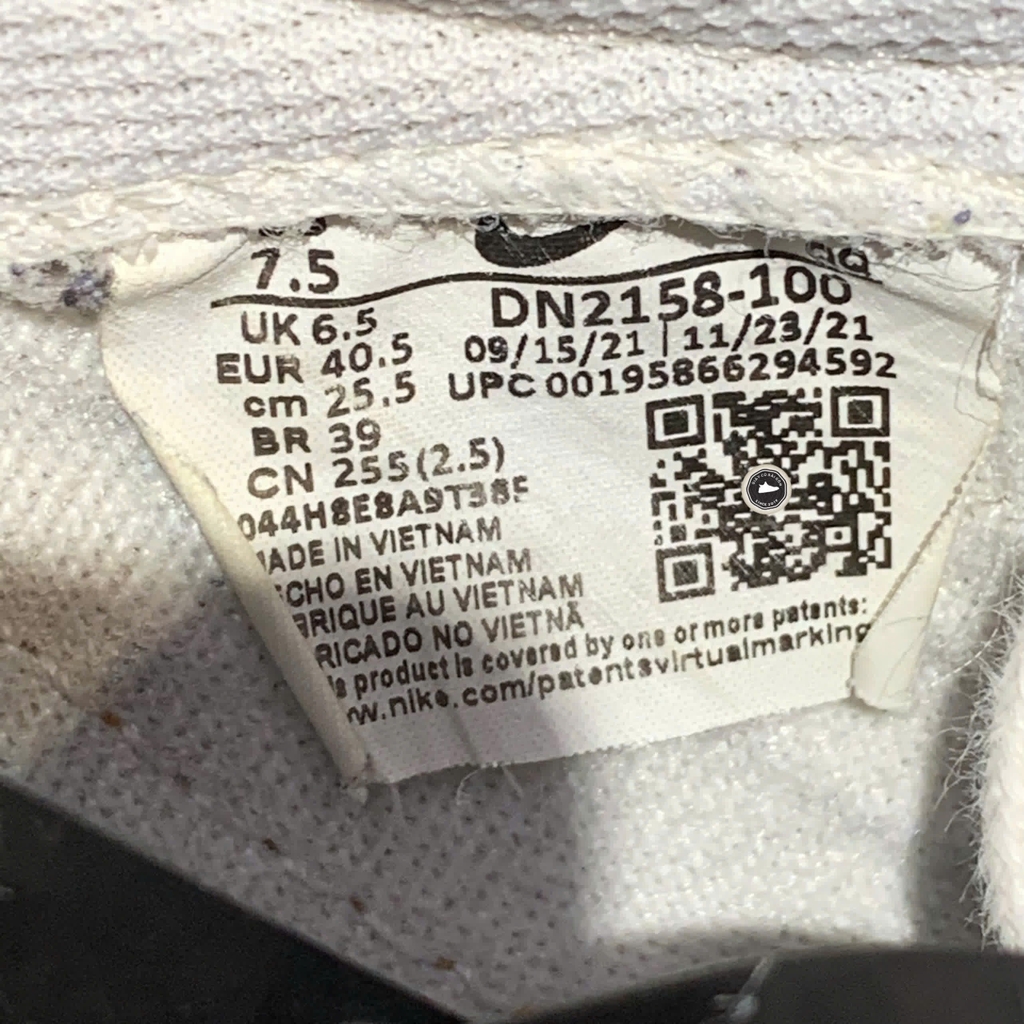 7.5
UK 6.5
EUR 40.5
cm 25.5
BR 39
CN 255(2.5)
DN2158-100
09/15/21 | 11/23/21
UPC 00195866294592
044H8E8A9T385
MADE IN VIETNAM
CHO EN VIETNAM
BRIQUE AU VIETNAM
RICADO NO VIETNÃ
product is covered by one or more patents:
w.nike.com/patentsvirtualmarking